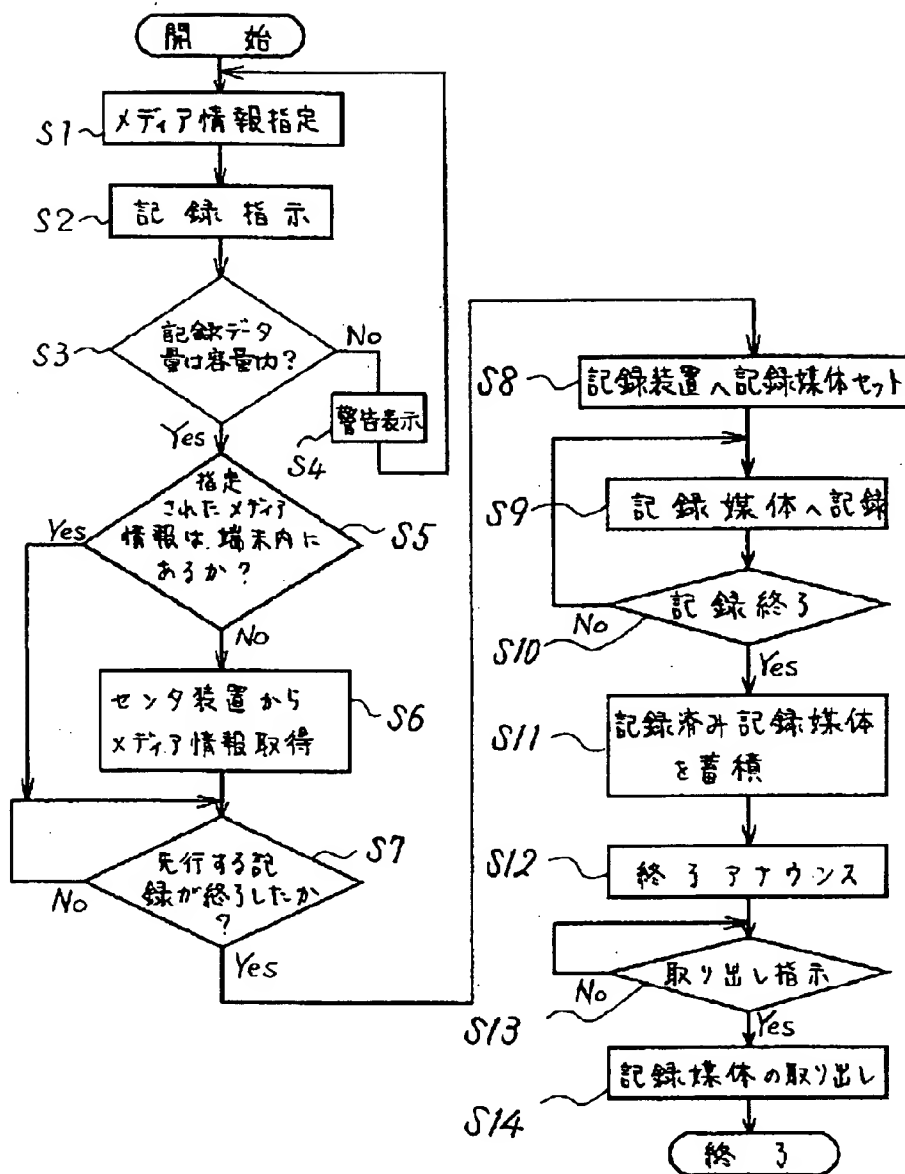 開 始
S1
メディア情報指定
S2
記録指示
S3
記録データ
量は容量内?
No
Yes
S4
警告表示
指定
されたメディア
情報は、端末内に
あるか?
S5
Yes
No
センタ装置から
メディア情報取得
S6
先行する記
録が終了したか
?
S7
No
Yes
S8
記録装置へ記録媒体セット
S9
記録媒体へ記録
記録終了
S10
No
Yes
S11
記録済み記録媒体
を蓄積
S12
終了アナウンス
取り出し指示
No
S13
Yes
記録媒体の取り出し
S14
終 了